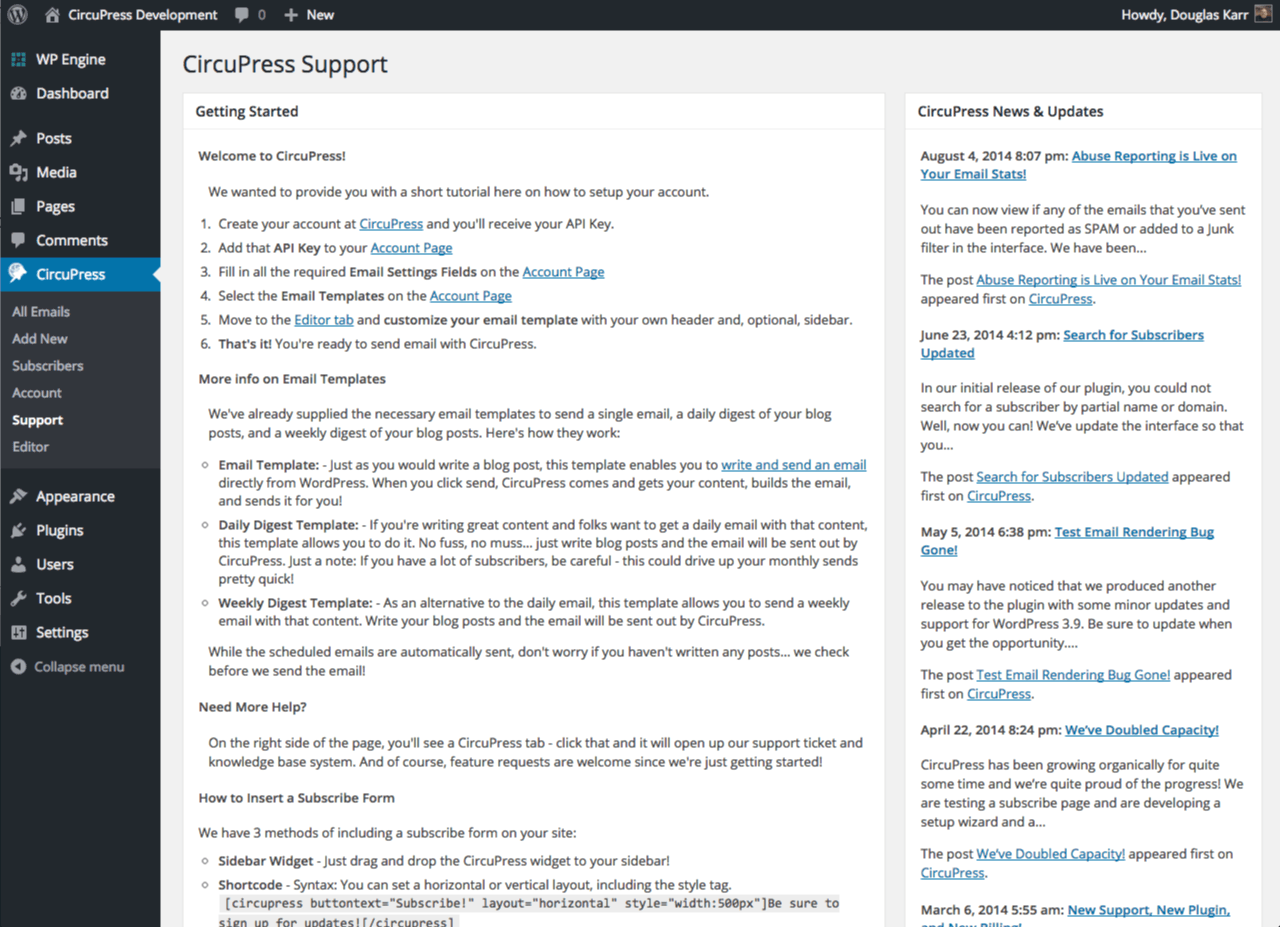 CircuPress Development 0 New Howdy, Douglas Karr
WP Engine
Dashboard
Posts
Media
Pages
Comments
CircuPress
All Emails
Add New
Subscribers
Account
Support
Editor
Appearance
Plugins
Users
Tools
Settings
Collapse menu
CircuPress Support
Getting Started
Welcome to CircuPress!
We wanted to provide you with a short tutorial here on how to setup your account.
1. Create your account at CircuPress and you'll receive your API Key.
2. Add that API Key to your Account Page
3. Fill in all the required Email Settings Fields on the Account Page
4. Select the Email Templates on the Account Page
5. Move to the Editor tab and customize your email template with your own header and, optional, sidebar.
6. That's it! You're ready to send email with CircuPress.
More info on Email Templates
We've already supplied the necessary email templates to send a single email, a daily digest of your blog
posts, and a weekly digest of your blog posts. Here's how they work:
Email Template: - Just as you would write a blog post, this template enables you to write and send an email
directly from WordPress. When you click send, CircuPress comes and gets your content, builds the email,
and sends it for you!
Daily Digest Template: - If you're writing great content and folks want to get a daily email with that content,
this template allows you to do it. No fuss, no muss... just write blog posts and the email will be sent out by
CircuPress. Just a note: If you have a lot of subscribers, be careful - this could drive up your monthly sends
pretty quick!
Weekly Digest Template: - As an alternative to the daily email, this template allows you to send a weekly
email with that content. Write your blog posts and the email will be sent out by CircuPress.
While the scheduled emails are automatically sent, don't worry if you haven't written any posts... we check
before we send the email!
Need More Help?
On the right side of the page, you'll see a CircuPress tab - click that and it will open up our support ticket and
knowledge base system. And of course, feature requests are welcome since we're just getting started!
How to Insert a Subscribe Form
We have 3 methods of including a subscribe form on your site:
Sidebar Widget - Just drag and drop the CircuPress widget to your sidebar!
Shortcode - Syntax: You can set a horizontal or vertical layout, including the style tag.
[circupress buttontext="Subscribe!" layout="horizontal" style="width:500px"]Be sure to
sign up for updates![/circupress]
CircuPress News & Updates
August 4, 2014 8:07 pm: Abuse Reporting is Live on
Your Email Stats!
You can now view if any of the emails that you've sent
out have been reported as SPAM or added to a Junk
filter in the interface. We have been...
The post Abuse Reporting is Live on Your Email Stats!
appeared first on CircuPress.
June 23, 2014 4:12 pm: Search for Subscribers
Updated
In our initial release of our plugin, you could not
search for a subscriber by partial name or domain.
Well, now you can! We've update the interface so that
you...
The post Search for Subscribers Updated appeared
first on CircuPress.
May 5, 2014 6:38 pm: Test Email Rendering Bug
Gone!
You may have noticed that we produced another
release to the plugin with some minor updates and
support for WordPress 3.9. Be sure to update when
you get the opportunity....
The post Test Email Rendering Bug Gone! appeared
first on CircuPress.
April 22, 2014 8:24 pm: We've Doubled Capacity!
CircuPress has been growing organically for quite
some time and we're quite proud of the progress! We
are testing a subscribe page and are developing a
setup wizard and a...
The post We've Doubled Capacity! appeared first on
CircuPress.
March 6, 2014 5:55 am: New Support, New Plugin,
and New Billing!